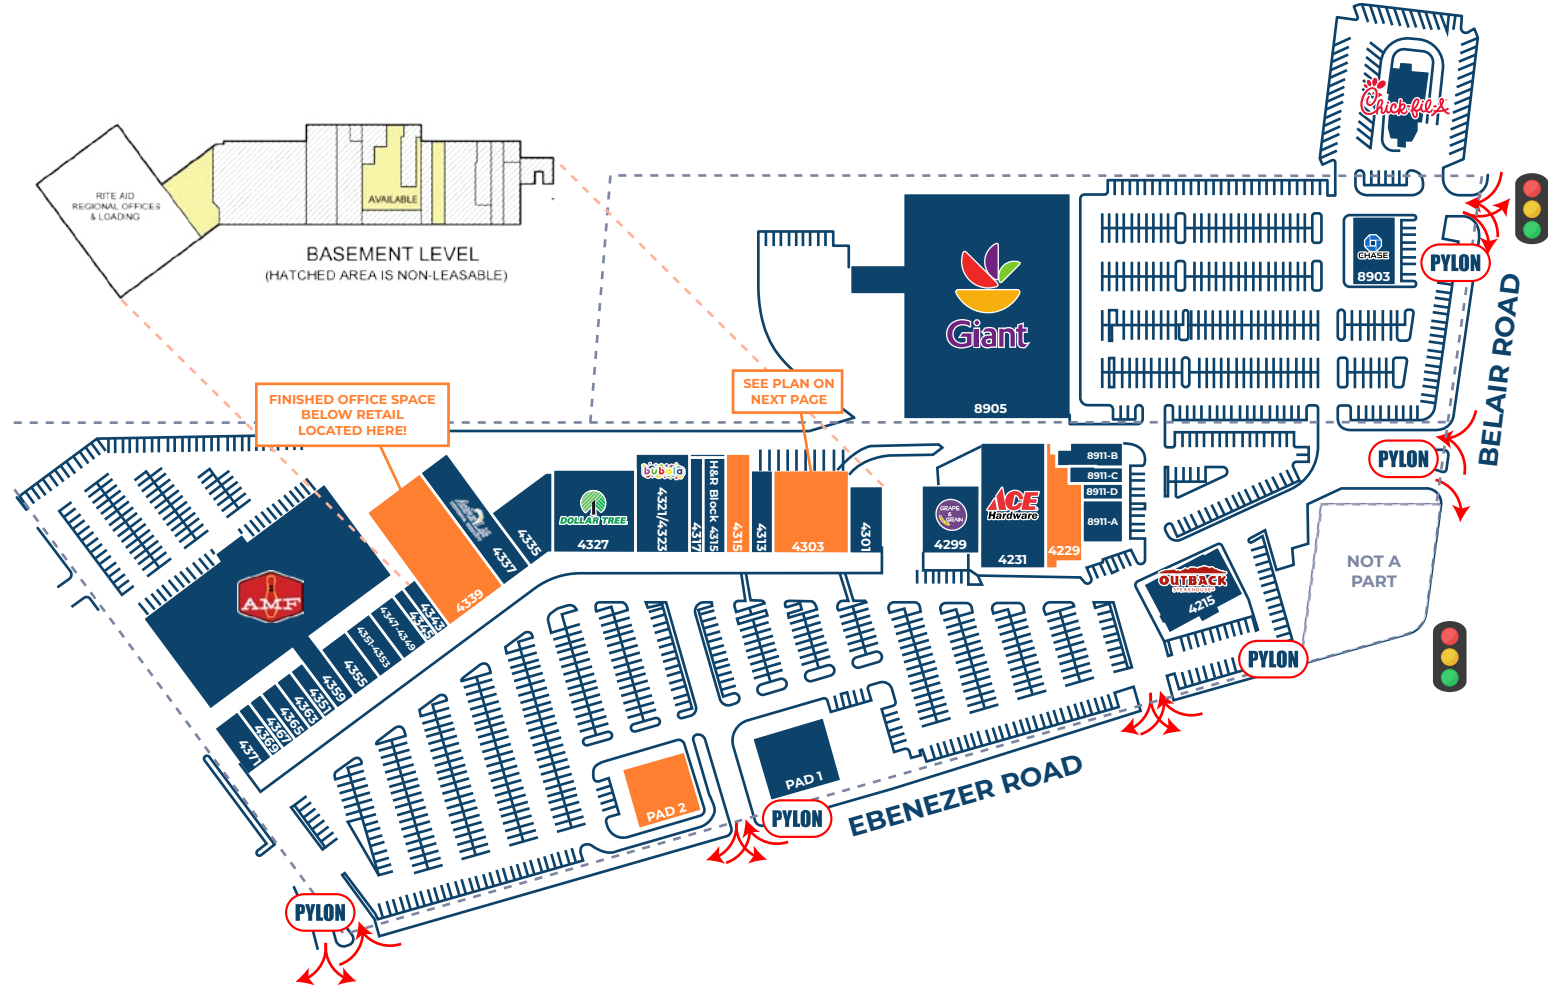 Chick-fil-A
RITE AID
REGIONAL OFFICES
& LOADING
AVAILABLE
BASEMENT LEVEL
(HATCHED AREA IS NON-LEASABLE)
CHASE
8903
PYLON
BELAIR ROAD
Giant
8905
FINISHED OFFICE SPACE
BELOW RETAIL
LOCATED HERE!
SEE PLAN ON
NEXT PAGE
PYLON
AMF
4339
4337
4335
DOLLAR TREE
4327
bubala
4321/4323
4317
H&R Block 4315
4315
4313
4303
4301
GRAPE
&
GRAIN
4299
ACE
Hardware
4231
4229
8911-B
8911-C
8911-D
8911-A
OUTBACK
STEAKHOUSE
4215
NOT A
PART
PYLON
4343
4345
4347-4349
4351-4353
4355
4359
4351
4363
4365
4367
4369
4371
PAD 1
PAD 2
PYLON
EBENEZER ROAD
PYLON